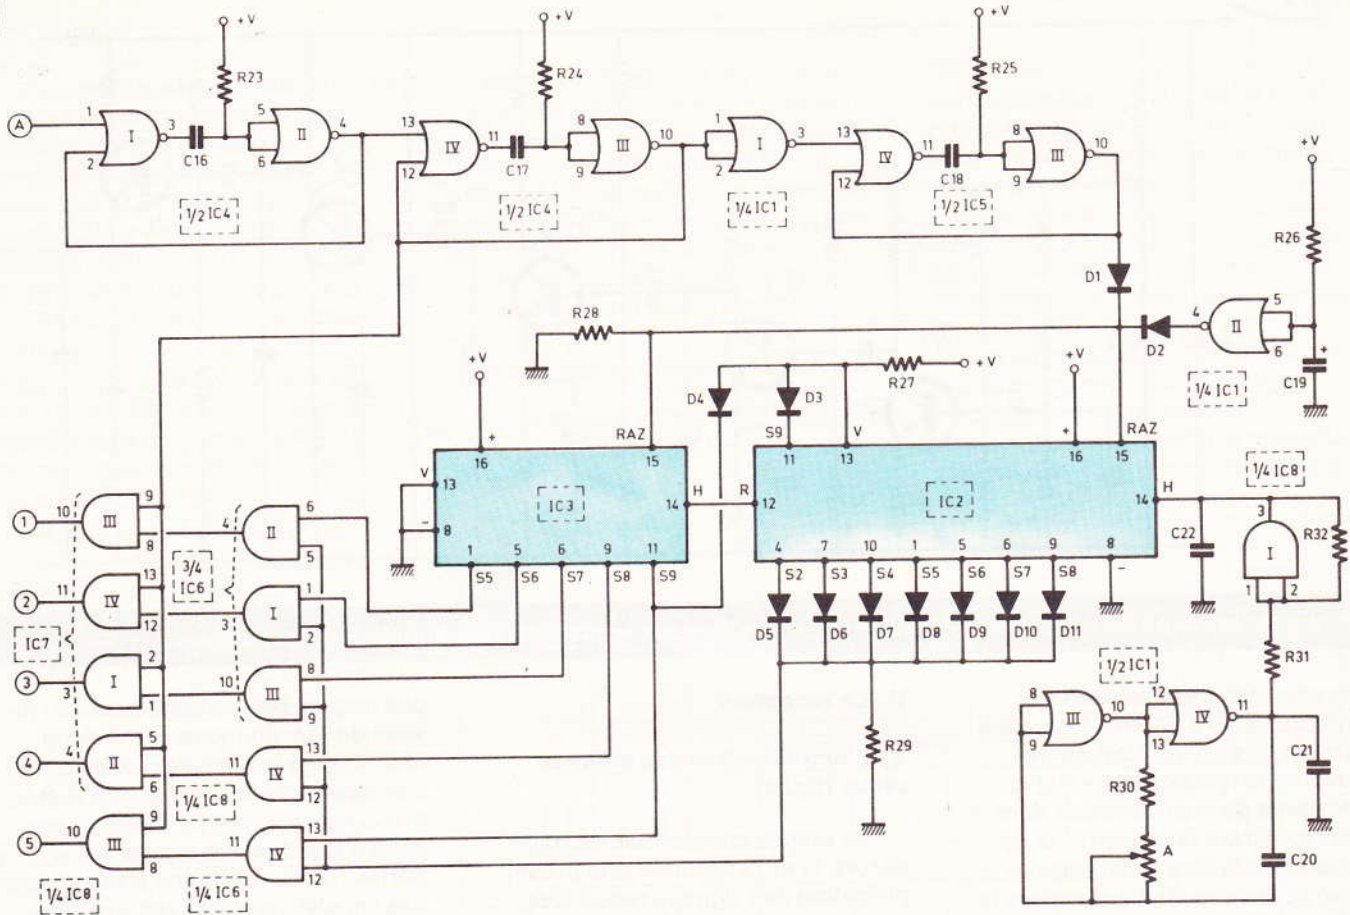 +V
+V
+V
R23
R24
R25
A
1
2
I
3
C16
5
6
II
4
13
12
IV
11
C17
8
9
III
10
1
2
I
3
13
12
IV
11
C18
8
9
III
10
+V
1/2 IC4
1/2 IC4
1/4 IC1
1/2 IC5
R26
D1
R28
D2
4
II
5
6
+
C19
1/4 IC1
+V
D4
D3
R27
+V
+V
+
16
RAZ
15
S9
11
V
13
+
16
RAZ
15
V
13
-
8
IC3
14
H
R
12
IC2
14
H
1
S5
5
S6
6
S7
9
S8
11
S9
4
S2
7
S3
10
S4
1
S5
5
S6
6
S7
9
S8
8
-
C22
1/4 IC8
3
I
1
2
R32
D5
D6
D7
D8
D9
D10
D11
R31
1
10
III
9
8
4
II
6
5
2
11
IV
13
12
3/4
IC6
3
I
1
2
IC7
3
3
I
2
1
10
III
8
9
4
4
II
5
6
1/4 IC8
11
IV
13
12
5
10
III
9
8
11
IV
13
12
1/4 IC8
1/4 IC6
R29
1/2 IC1
8
9
III
10
12
13
IV
11
R30
A
C21
C20